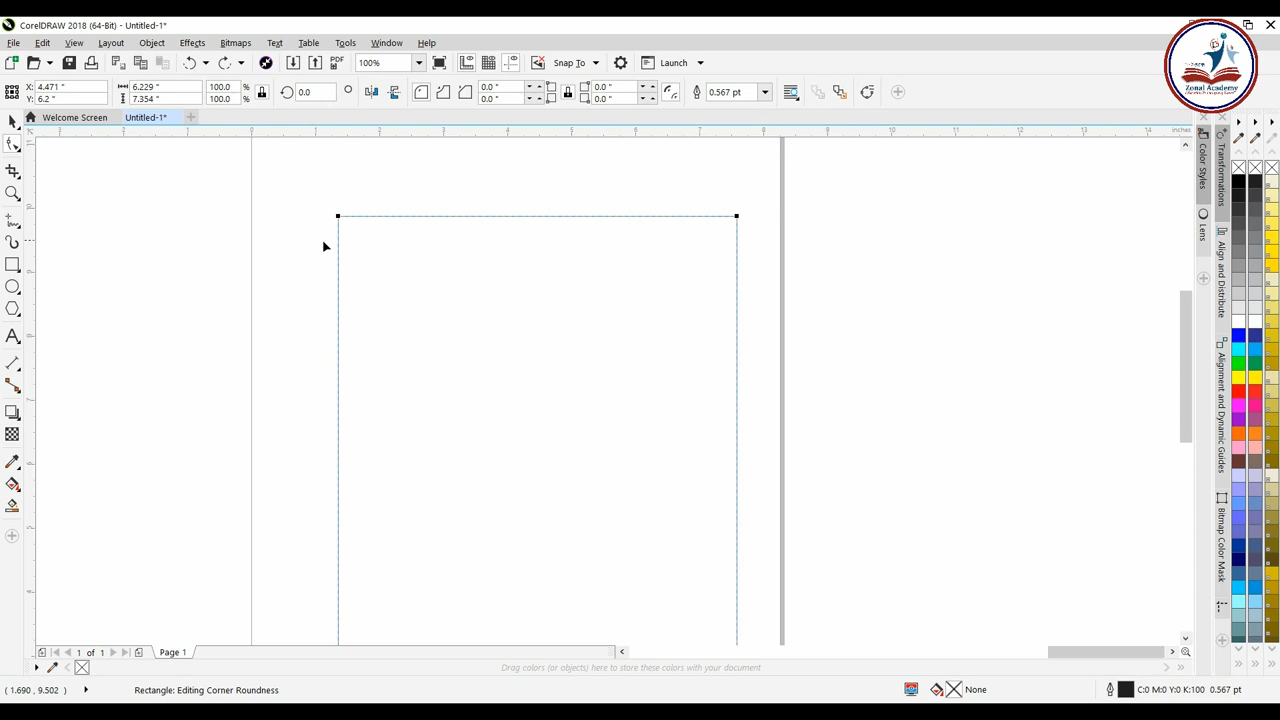 CorelDRAW 2018 (64-Bit) - Untitled-1*
File Edit View Layout Object Effects Bitmaps Text Table Tools Window Help
PDF 100% Snap To Launch
X: 4.471 " 6.229 " 100.0 % 0.0 0.0 " 0.0 " 0.567 pt
Y: 6.2 " 7.354 " 100.0 % 0.0 " 0.0 "
Zonal Academy
Welcome Screen Untitled-1*
inches
Color Styles
Lens
Transformations
Align and Distribute
Alignment and Dynamic Guides
Bitmap Color Mask
1 of 1 Page 1
Drag colors (or objects) here to store these colors with your document
( 1.690 , 9.502 ) Rectangle: Editing Corner Roundness None C:0 M:0 Y:0 K:100 0.567 pt